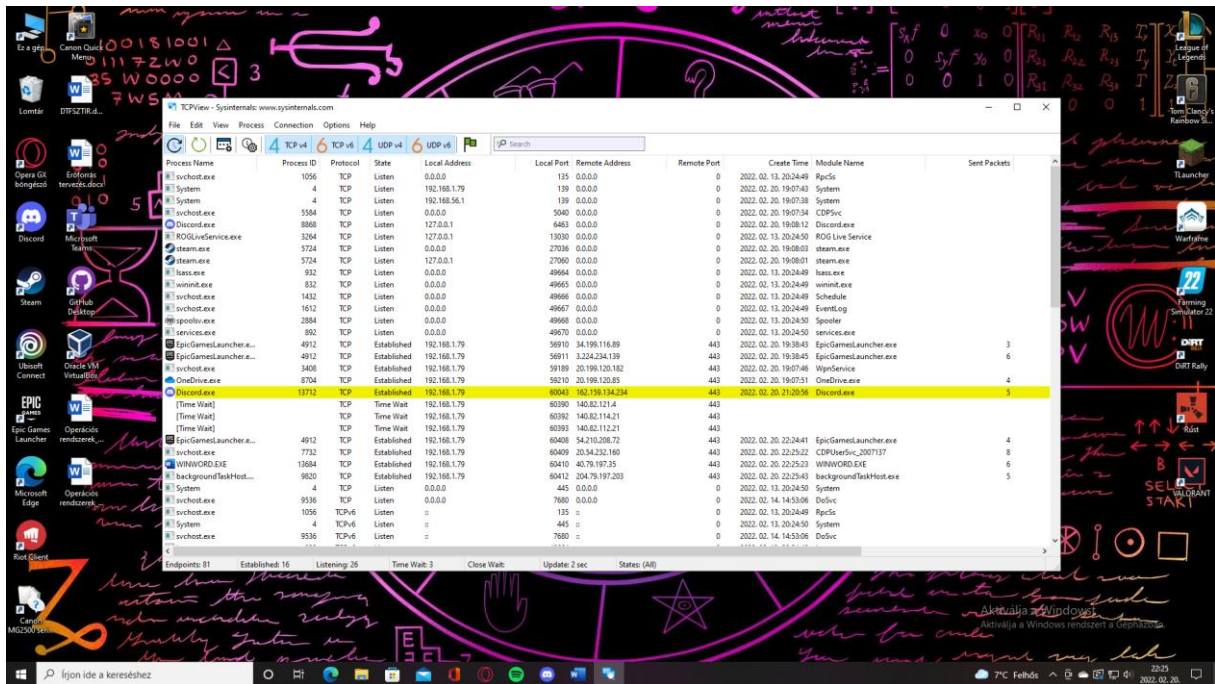 Ez a gép
Canon Quick Menu
League of Legends
Lomtár
DTFSZTIR.d...
Tom Clancy's Rainbow Si...
Opera GX böngésző
Erőforrás tervezés.docx
TLauncher
Discord
Microsoft Teams
Warframe
Steam
GitHub Desktop
Farming Simulator 22
Ubisoft Connect
Oracle VM VirtualBox
DiRT Rally
Epic Games Launcher
Operációs rendszerek_...
Rust
Microsoft Edge
Operációs rendszerek_...
VALORANT
Riot Client
Canon MG2500 seri...
TCPView - Sysinternals: www.sysinternals.com
File Edit View Process Connection Options Help
4 TCP v4 6 TCP v6 4 UDP v4 6 UDP v6 Search
Process Name Process ID Protocol State Local Address Local Port Remote Address Remote Port Create Time Module Name Sent Packets
svchost.exe 1056 TCP Listen 0.0.0.0 135 0.0.0.0 0 2022. 02. 13. 20:24:49 RpcSs
System 4 TCP Listen 192.168.1.79 139 0.0.0.0 0 2022. 02. 20. 19:07:43 System
System 4 TCP Listen 192.168.56.1 139 0.0.0.0 0 2022. 02. 20. 19:07:38 System
svchost.exe 5584 TCP Listen 0.0.0.0 5040 0.0.0.0 0 2022. 02. 20. 19:07:34 CDPSvc
Discord.exe 8868 TCP Listen 127.0.0.1 6463 0.0.0.0 0 2022. 02. 20. 19:08:12 Discord.exe
ROGLiveService.exe 3264 TCP Listen 127.0.0.1 13030 0.0.0.0 0 2022. 02. 13. 20:24:50 ROG Live Service
steam.exe 5724 TCP Listen 0.0.0.0 27036 0.0.0.0 0 2022. 02. 20. 19:08:03 steam.exe
steam.exe 5724 TCP Listen 127.0.0.1 27060 0.0.0.0 0 2022. 02. 20. 19:08:01 steam.exe
lsass.exe 932 TCP Listen 0.0.0.0 49664 0.0.0.0 0 2022. 02. 13. 20:24:49 lsass.exe
wininit.exe 832 TCP Listen 0.0.0.0 49665 0.0.0.0 0 2022. 02. 13. 20:24:49 wininit.exe
svchost.exe 1432 TCP Listen 0.0.0.0 49666 0.0.0.0 0 2022. 02. 13. 20:24:49 Schedule
svchost.exe 1612 TCP Listen 0.0.0.0 49667 0.0.0.0 0 2022. 02. 13. 20:24:49 EventLog
spoolsv.exe 2884 TCP Listen 0.0.0.0 49668 0.0.0.0 0 2022. 02. 13. 20:24:50 Spooler
services.exe 892 TCP Listen 0.0.0.0 49670 0.0.0.0 0 2022. 02. 13. 20:24:50 services.exe
EpicGamesLauncher.e... 4912 TCP Established 192.168.1.79 56910 34.199.116.89 443 2022. 02. 20. 19:38:43 EpicGamesLauncher.exe 3
EpicGamesLauncher.e... 4912 TCP Established 192.168.1.79 56911 3.224.234.139 443 2022. 02. 20. 19:38:45 EpicGamesLauncher.exe 6
svchost.exe 3408 TCP Established 192.168.1.79 59189 20.199.120.182 443 2022. 02. 20. 19:07:46 WpnService
OneDrive.exe 8704 TCP Established 192.168.1.79 59210 20.199.120.85 443 2022. 02. 20. 19:07:51 OneDrive.exe 4
Discord.exe 13712 TCP Established 192.168.1.79 60043 162.159.134.234 443 2022. 02. 20. 21:20:56 Discord.exe 5
[Time Wait] TCP Time Wait 192.168.1.79 60390 140.82.121.4 443
[Time Wait] TCP Time Wait 192.168.1.79 60392 140.82.114.21 443
[Time Wait] TCP Time Wait 192.168.1.79 60393 140.82.112.21 443
EpicGamesLauncher.e... 4912 TCP Established 192.168.1.79 60408 54.210.208.72 443 2022. 02. 20. 22:24:41 EpicGamesLauncher.exe 4
svchost.exe 7732 TCP Established 192.168.1.79 60409 20.54.232.160 443 2022. 02. 20. 22:25:22 CDPUserSvc_2007137 8
WINWORD.EXE 13684 TCP Established 192.168.1.79 60410 40.79.197.35 443 2022. 02. 20. 22:25:23 WINWORD.EXE 6
backgroundTaskHost.... 9820 TCP Established 192.168.1.79 60412 204.79.197.203 443 2022. 02. 20. 22:25:43 backgroundTaskHost.exe 5
System 4 TCP Listen 0.0.0.0 445 0.0.0.0 0 2022. 02. 13. 20:24:50 System
svchost.exe 9536 TCP Listen 0.0.0.0 7680 0.0.0.0 0 2022. 02. 14. 14:53:06 DoSvc
svchost.exe 1056 TCPv6 Listen :: 135 :: 0 2022. 02. 13. 20:24:49 RpcSs
System 4 TCPv6 Listen :: 445 :: 0 2022. 02. 13. 20:24:50 System
svchost.exe 9536 TCPv6 Listen :: 7680 :: 0 2022. 02. 14. 14:53:06 DoSvc
Endpoints: 81 Established: 16 Listening: 26 Time Wait: 3 Close Wait: Update: 2 sec States: (All)
SELECT
START
Aktiválja a Windowst
Aktiválja a Windows rendszert a Gépházban.
Írjon ide a kereséshez
7°C Felhős
22:25
2022. 02. 20.